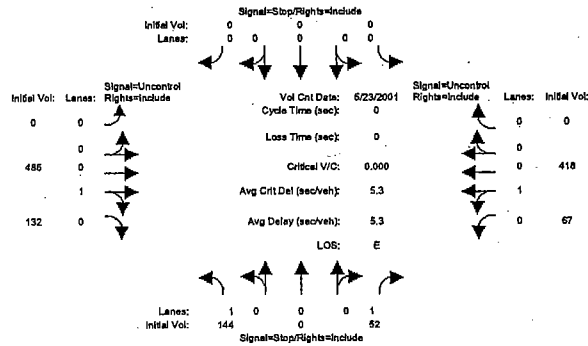 Signal=Stop/Rights=Include
Initial Vol: 0 0 0
Lanes: 0 0 0 0 0
Signal=Uncontrol
Rights=Include
Initial Vol: Lanes:
Vol Cnt Date: 5/23/2001
Cycle Time (sec): 0
Signal=Uncontrol
Rights=Include
Lanes: Initial Vol:
0 0
0 0
Loss Time (sec): 0
0
0
486 0
Critical V/C: 0.000
0 418
1
Avg Crit Del (sec/veh): 5.3
1
132 0
Avg Delay (sec/veh): 5.3
0 67
LOS: E
Lanes: 1 0 0 0 1
Initial Vol: 144 0 52
Signal=Stop/Rights=Include